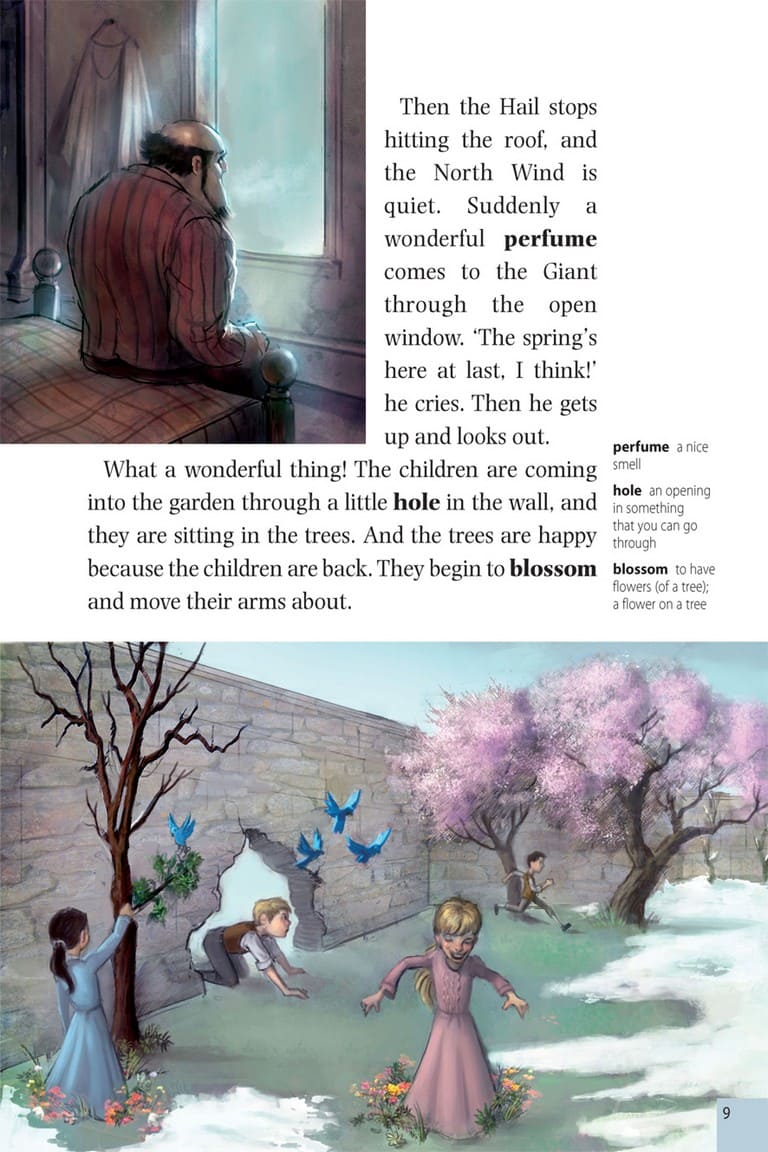 Then the Hail stops
hitting the roof, and
the North Wind is
quiet. Suddenly a
wonderful perfume
comes to the Giant
through the open
window. ‘The spring’s
here at last, I think!’
he cries. Then he gets
up and looks out.
What a wonderful thing! The children are coming
into the garden through a little hole in the wall, and
they are sitting in the trees. And the trees are happy
because the children are back. They begin to blossom
and move their arms about.
perfume a nice
smell
hole an opening
in something
that you can go
through
blossom to have
flowers (of a tree);
a flower on a tree
9